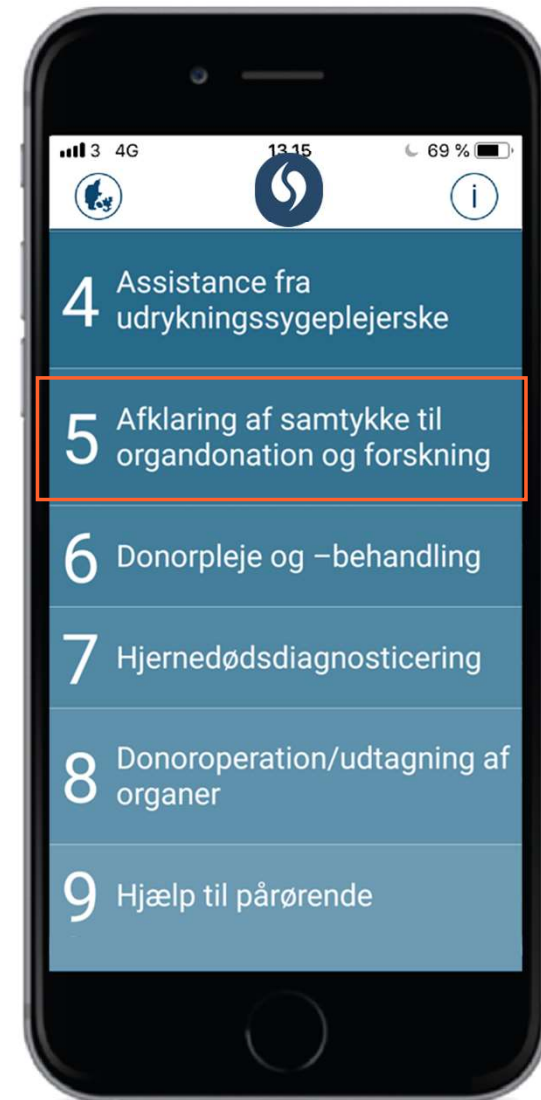 3 4G 13.15 69 %
i
4 Assistance fra
udrykningssygeplejerske
5 Afklaring af samtykke til
organdonation og forskning
6 Donorpleje og –behandling
7 Hjernedødsdiagnosticering
8 Donoroperation/udtagning af
organer
9 Hjælp til pårørende